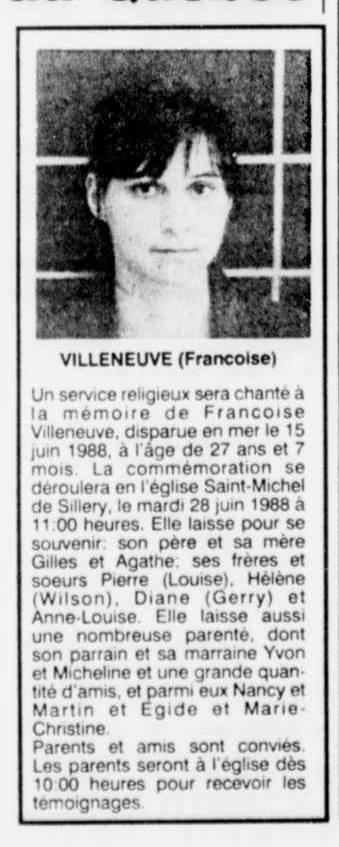 VILLENEUVE (Francoise)
Un service religieux sera chanté à
la mémoire de Francoise
Villeneuve, disparue en mer le 15
juin 1988, à l'âge de 27 ans et 7
mois. La commémoration se
déroulera en l'église Saint-Michel
de Sillery, le mardi 28 juin 1988 à
11:00 heures. Elle laisse pour se
souvenir: son père et sa mère
Gilles et Agathe; ses frères et
soeurs Pierre (Louise), Hélène
(Wilson), Diane (Gerry) et
Anne-Louise. Elle laisse aussi
une nombreuse parenté, dont
son parrain et sa marraine Yvon
et Micheline et une grande quan-
tité d'amis, et parmi eux Nancy et
Martin et Egide et Marie-
Christine.
Parents et amis sont conviés.
Les parents seront à l'église dès
10:00 heures pour recevoir les
témoignages.